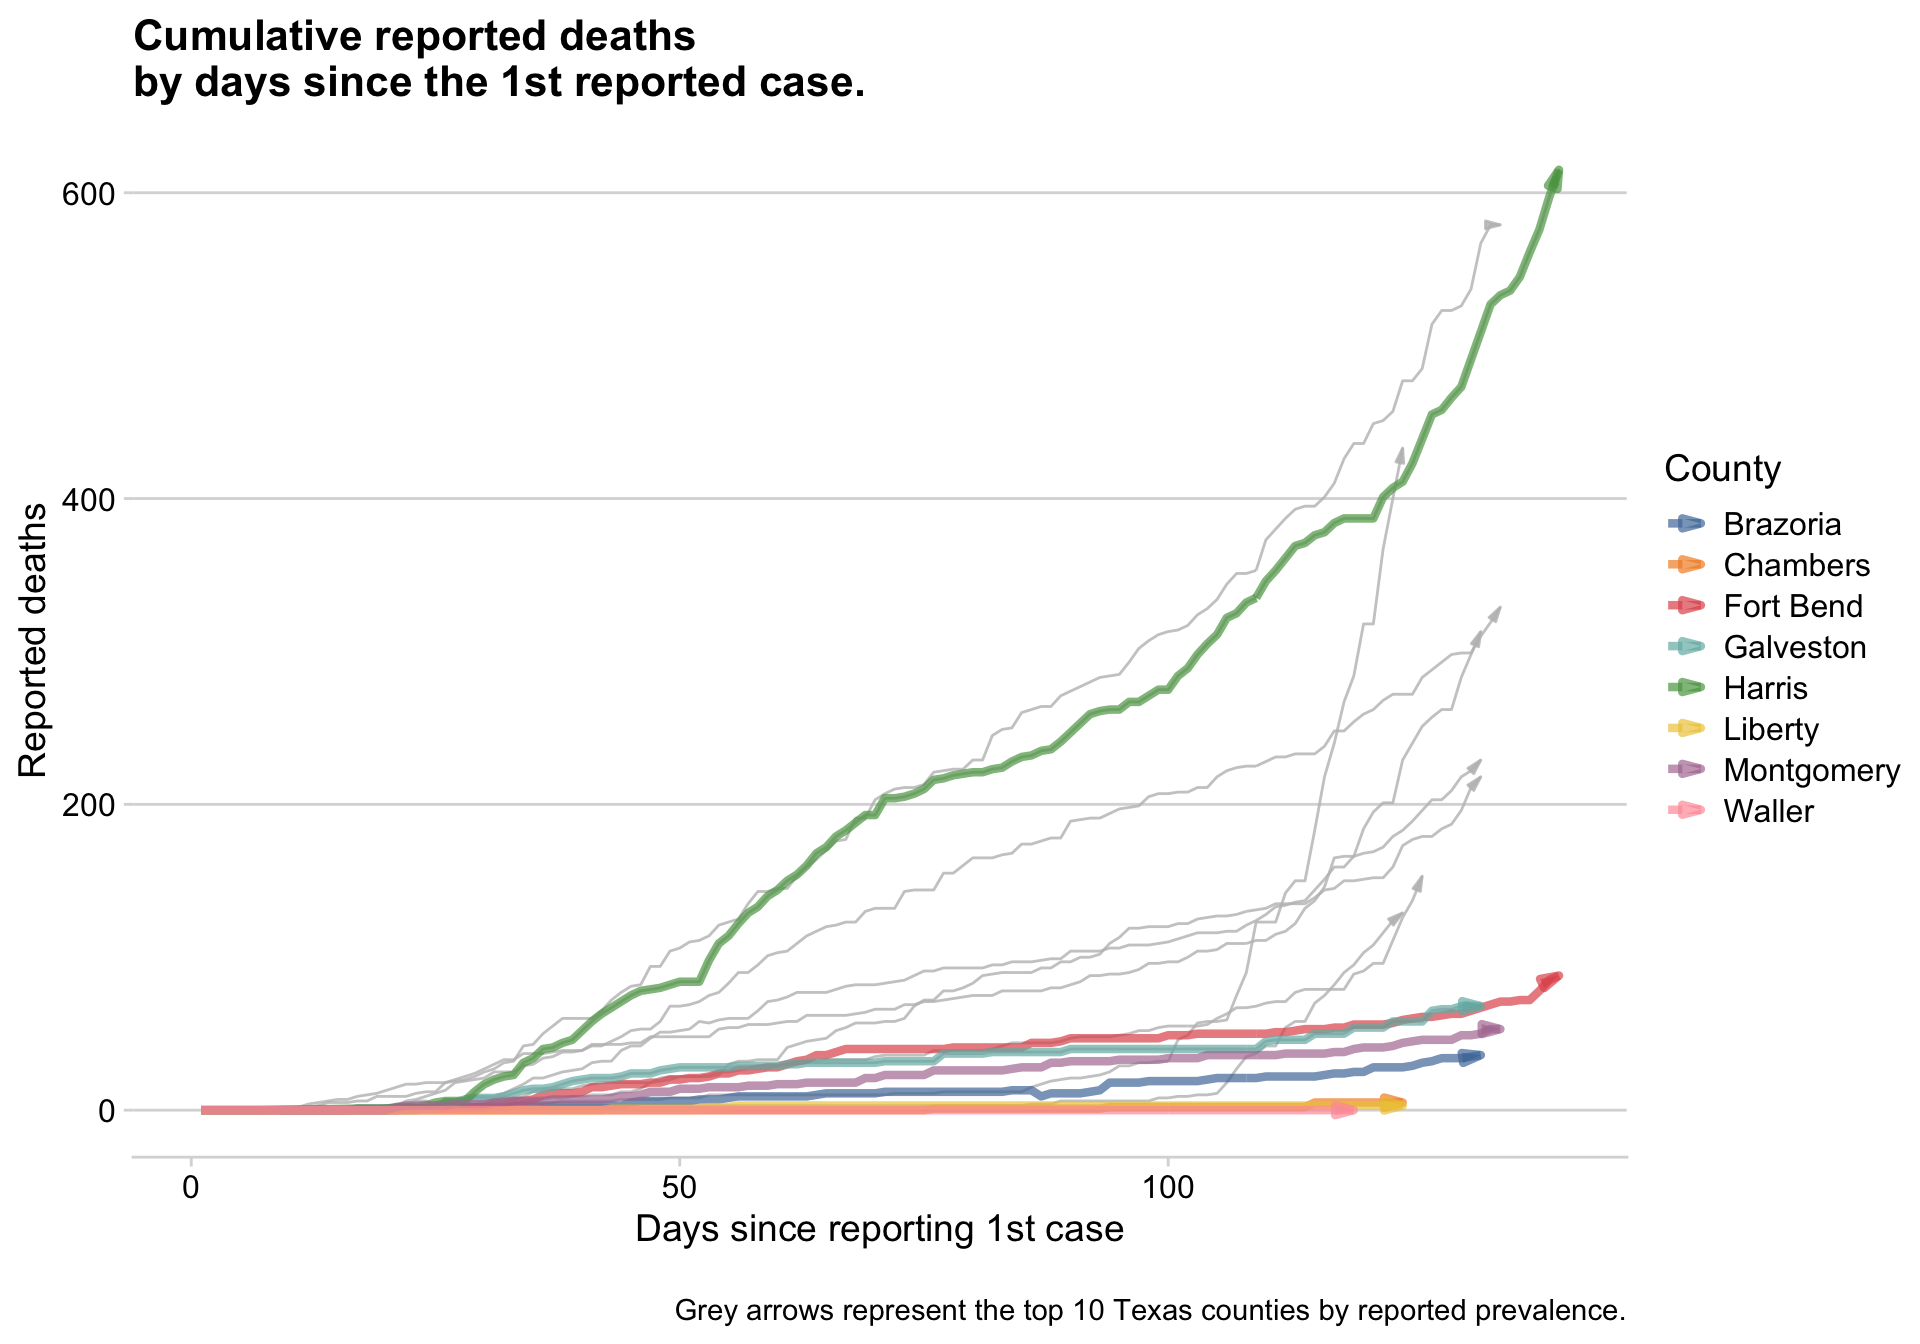 Cumulative reported deaths
by days since the 1st reported case.
600
400
200
0
Reported deaths
0
50
100
Days since reporting 1st case
County
Brazoria
Chambers
Fort Bend
Galveston
Harris
Liberty
Montgomery
Waller
Grey arrows represent the top 10 Texas counties by reported prevalence.